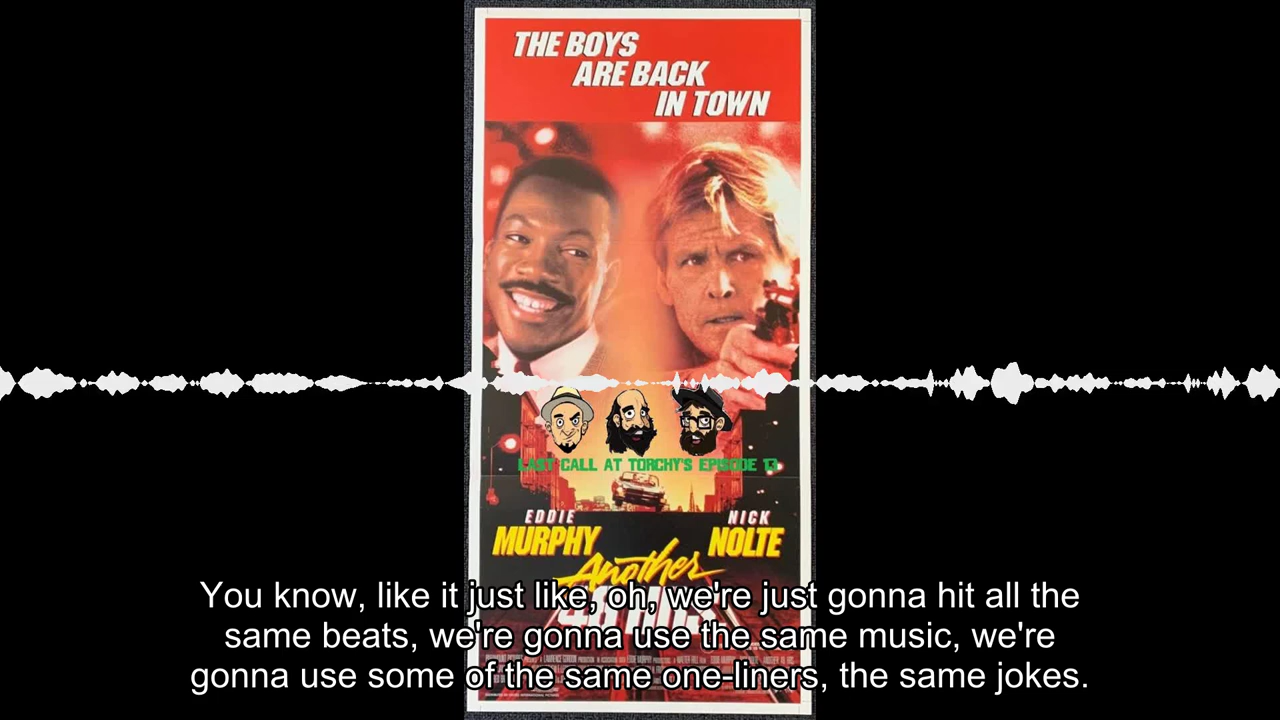 THE BOYS
ARE BACK
IN TOWN
LAST CALL AT TORCHY'S EPISODE 13
EDDIE NICK
MURPHY NOLTE
Another
You know, like it just like, oh, we're just gonna hit all the
same beats, we're gonna use the same music, we're
gonna use some of the same one-liners, the same jokes.